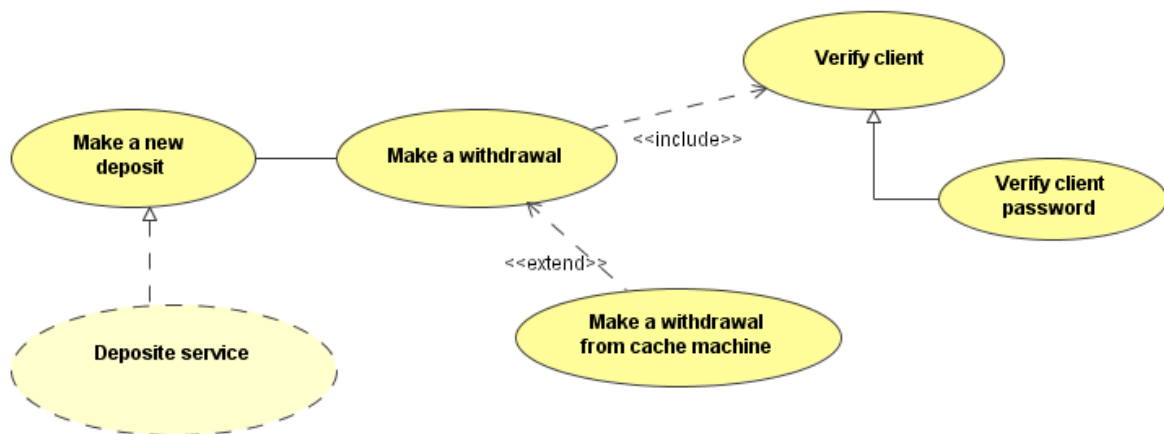 Verify client
Make a new
deposit
Make a withdrawal
<<include>>
Verify client
password
<<extend>>
Make a withdrawal
from cache machine
Deposite service